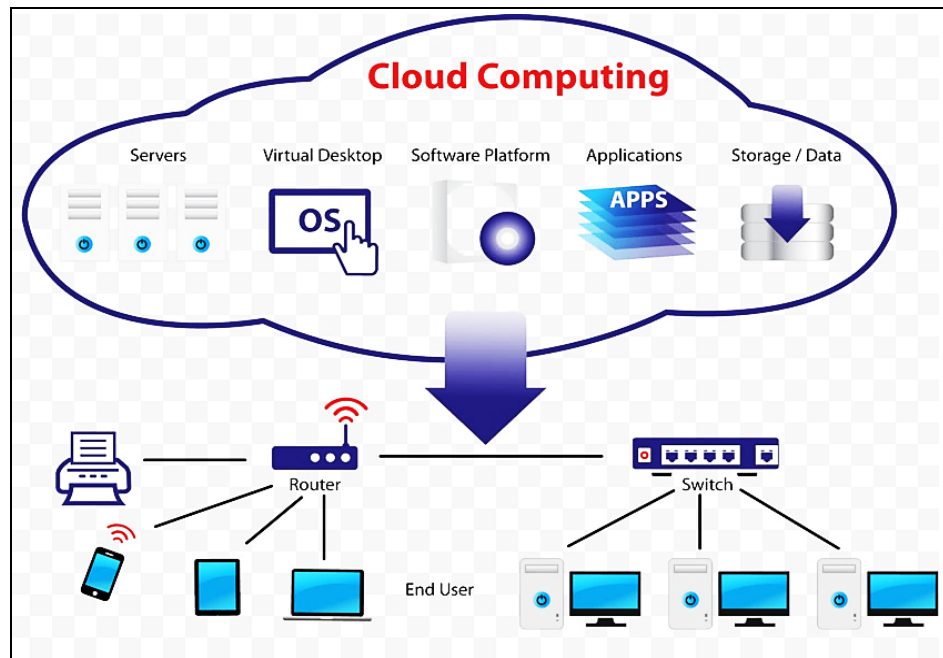 Cloud Computing
Servers
Virtual Desktop
Software Platform
Applications
Storage / Data
OS
APPS
Router
Switch
End User